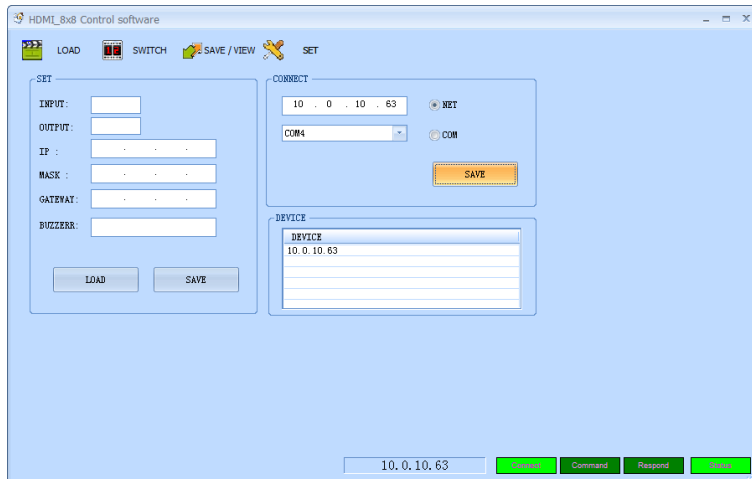 HDMI_8x8 Control software
LOAD SWITCH SAVE / VIEW SET
SET
INPUT:
OUTPUT:
IP :
MASK :
GATEWAY:
BUZZERR:
LOAD SAVE
CONNECT
10 . 0 . 10 . 63 NET
COM4 COM
SAVE
DEVICE
DEVICE
10.0.10.63
10.0.10.63 Connect Command Respond Status